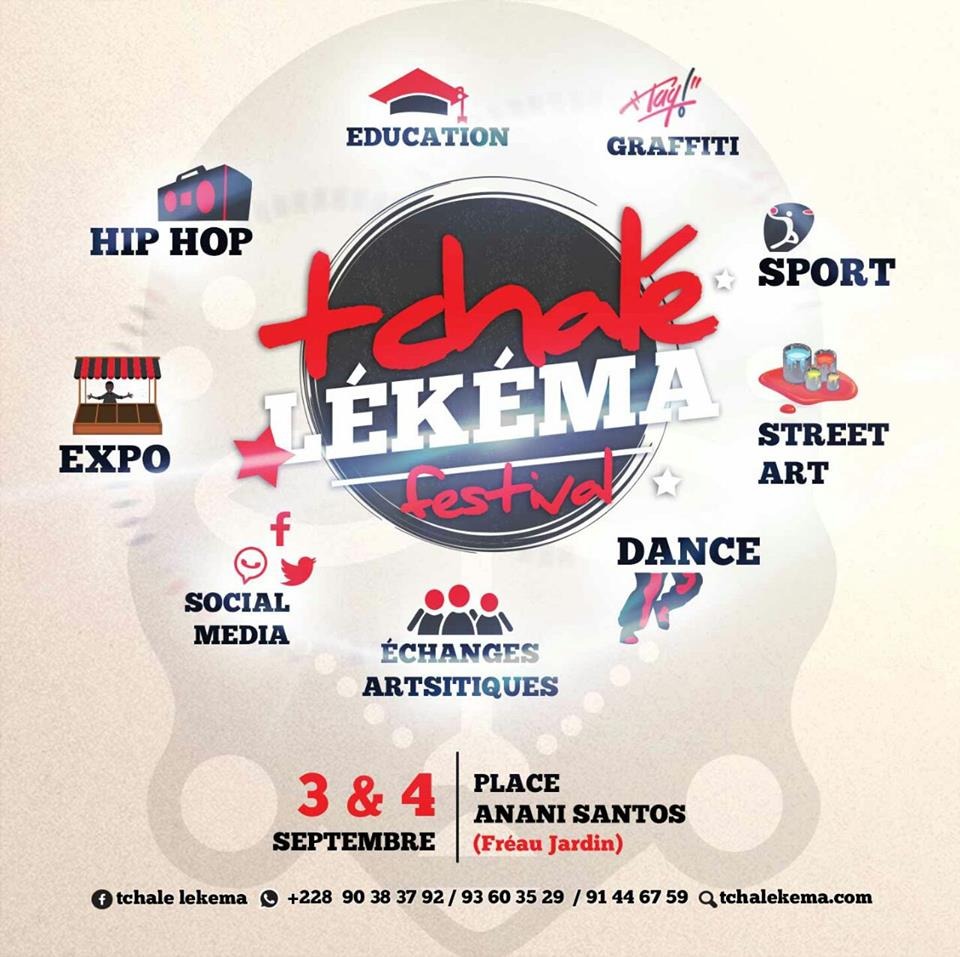 EDUCATION
Tag!"
GRAFFITI
HIP HOP
SPORT
tchalé
LÉKÉMA
festival
EXPO
STREET
ART
DANCE
SOCIAL
MEDIA
ÉCHANGES
ARTSITIQUES
3 & 4
SEPTEMBRE
PLACE
ANANI SANTOS
(Fréau Jardin)
tchale lekema +228 90 38 37 92 / 93 60 35 29 / 91 44 67 59 tchalekema.com